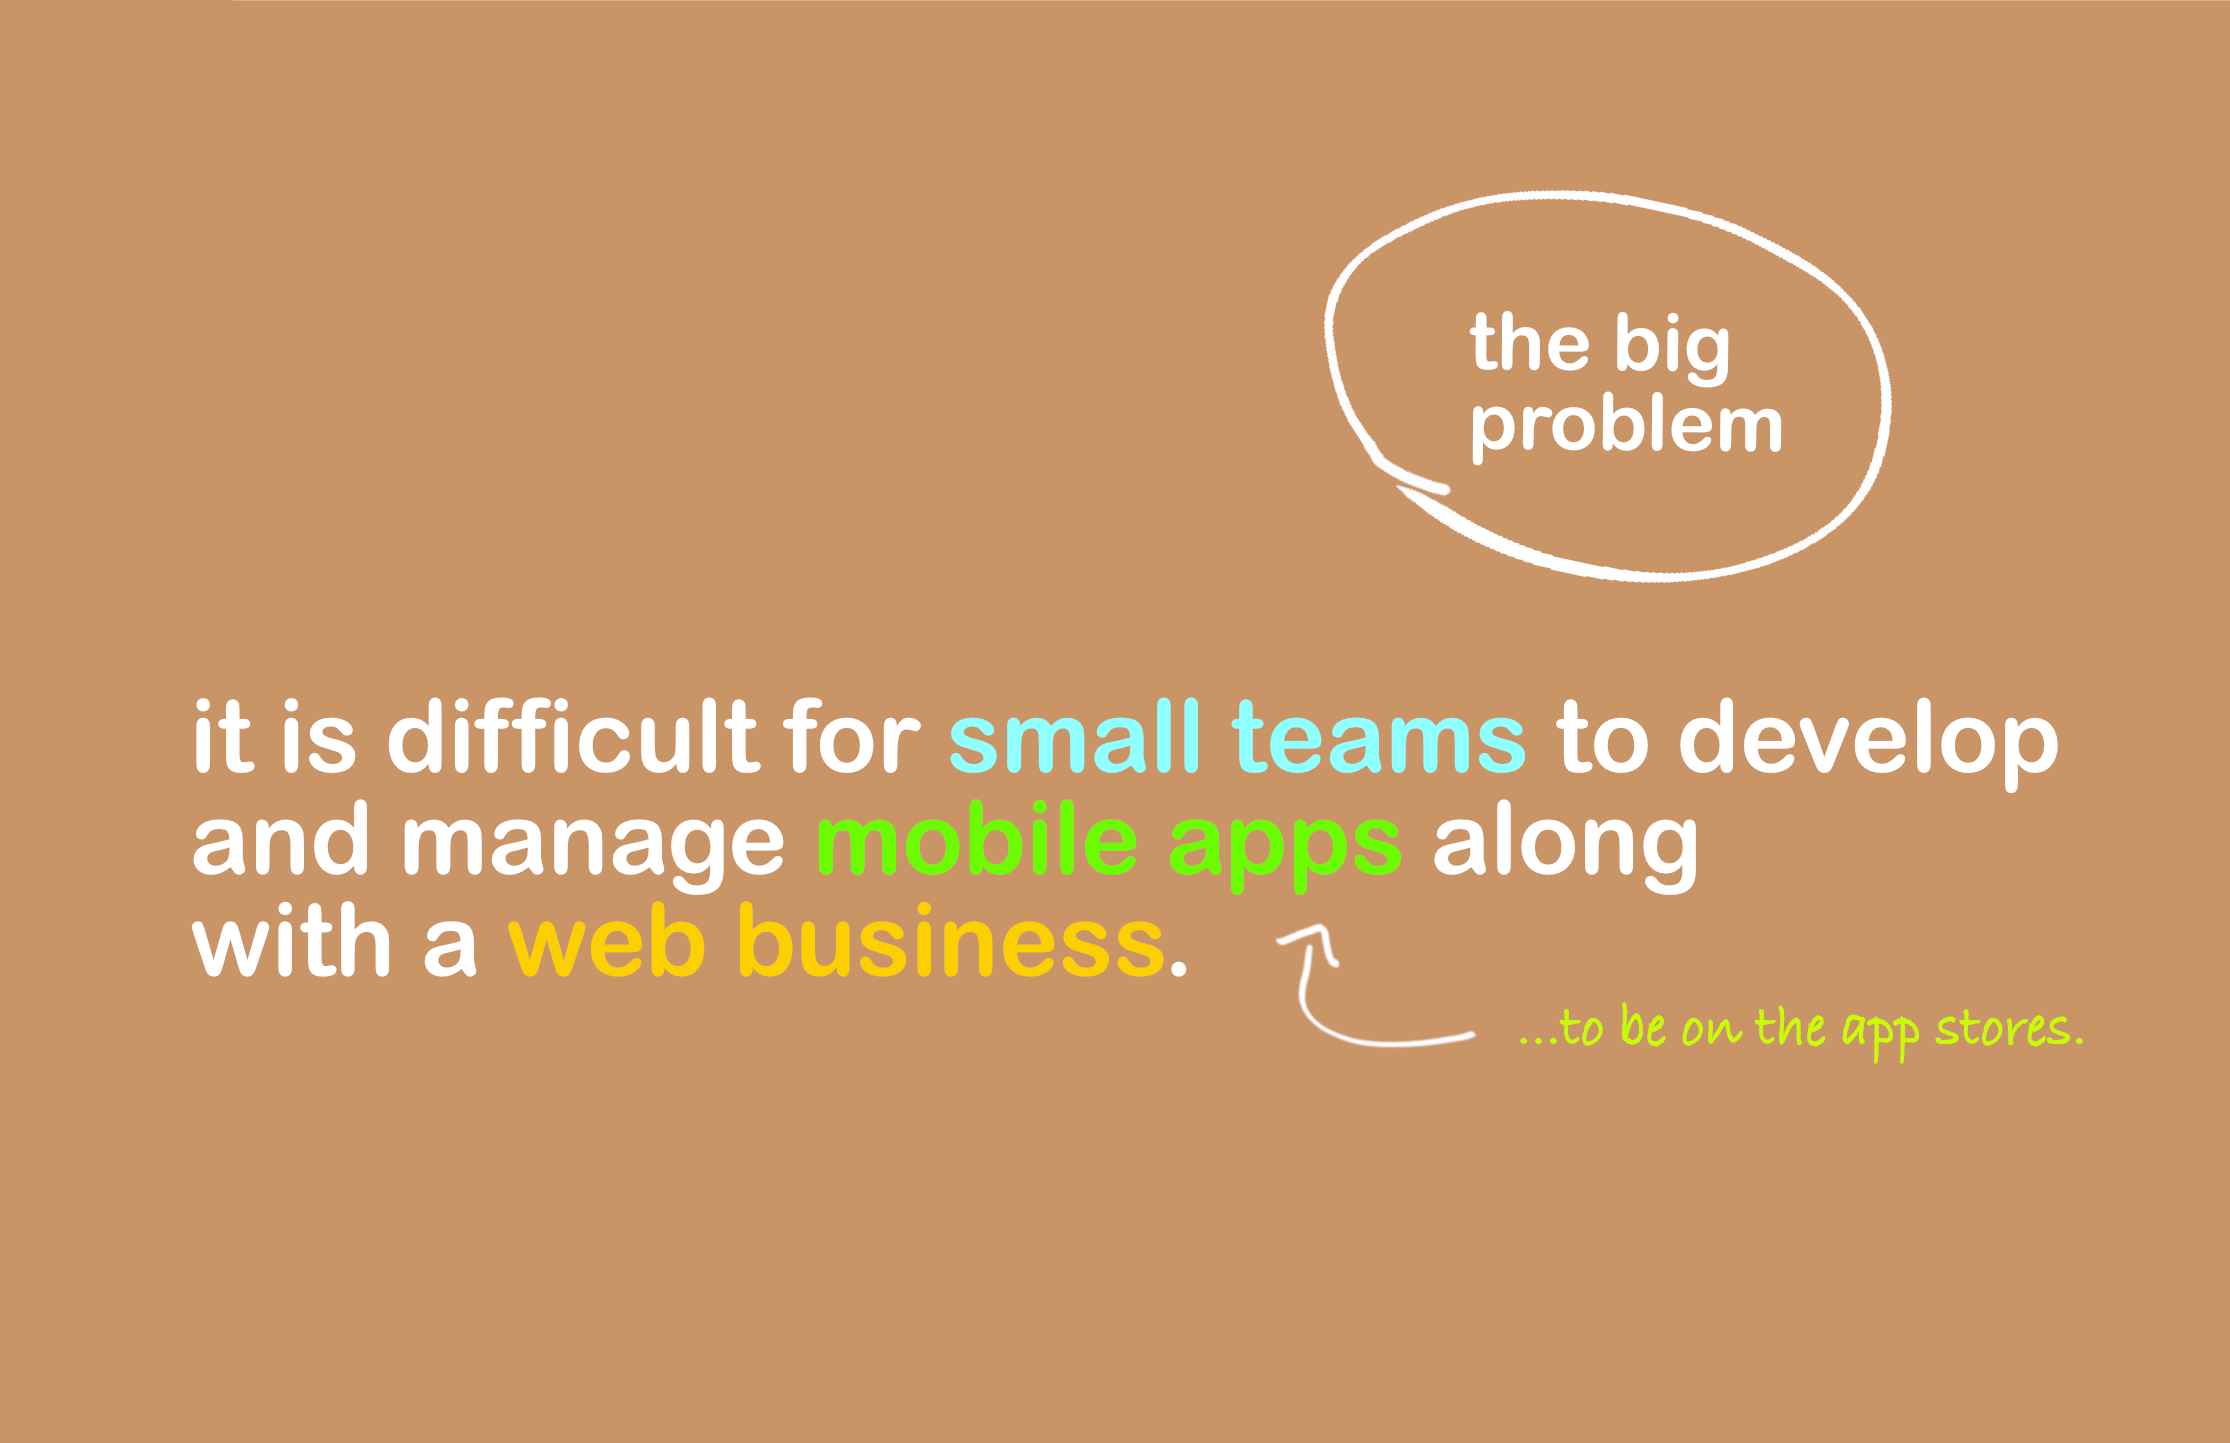 the big
problem
it is difficult for small teams to develop
and manage mobile apps along
with a web business.
...to be on the app stores.